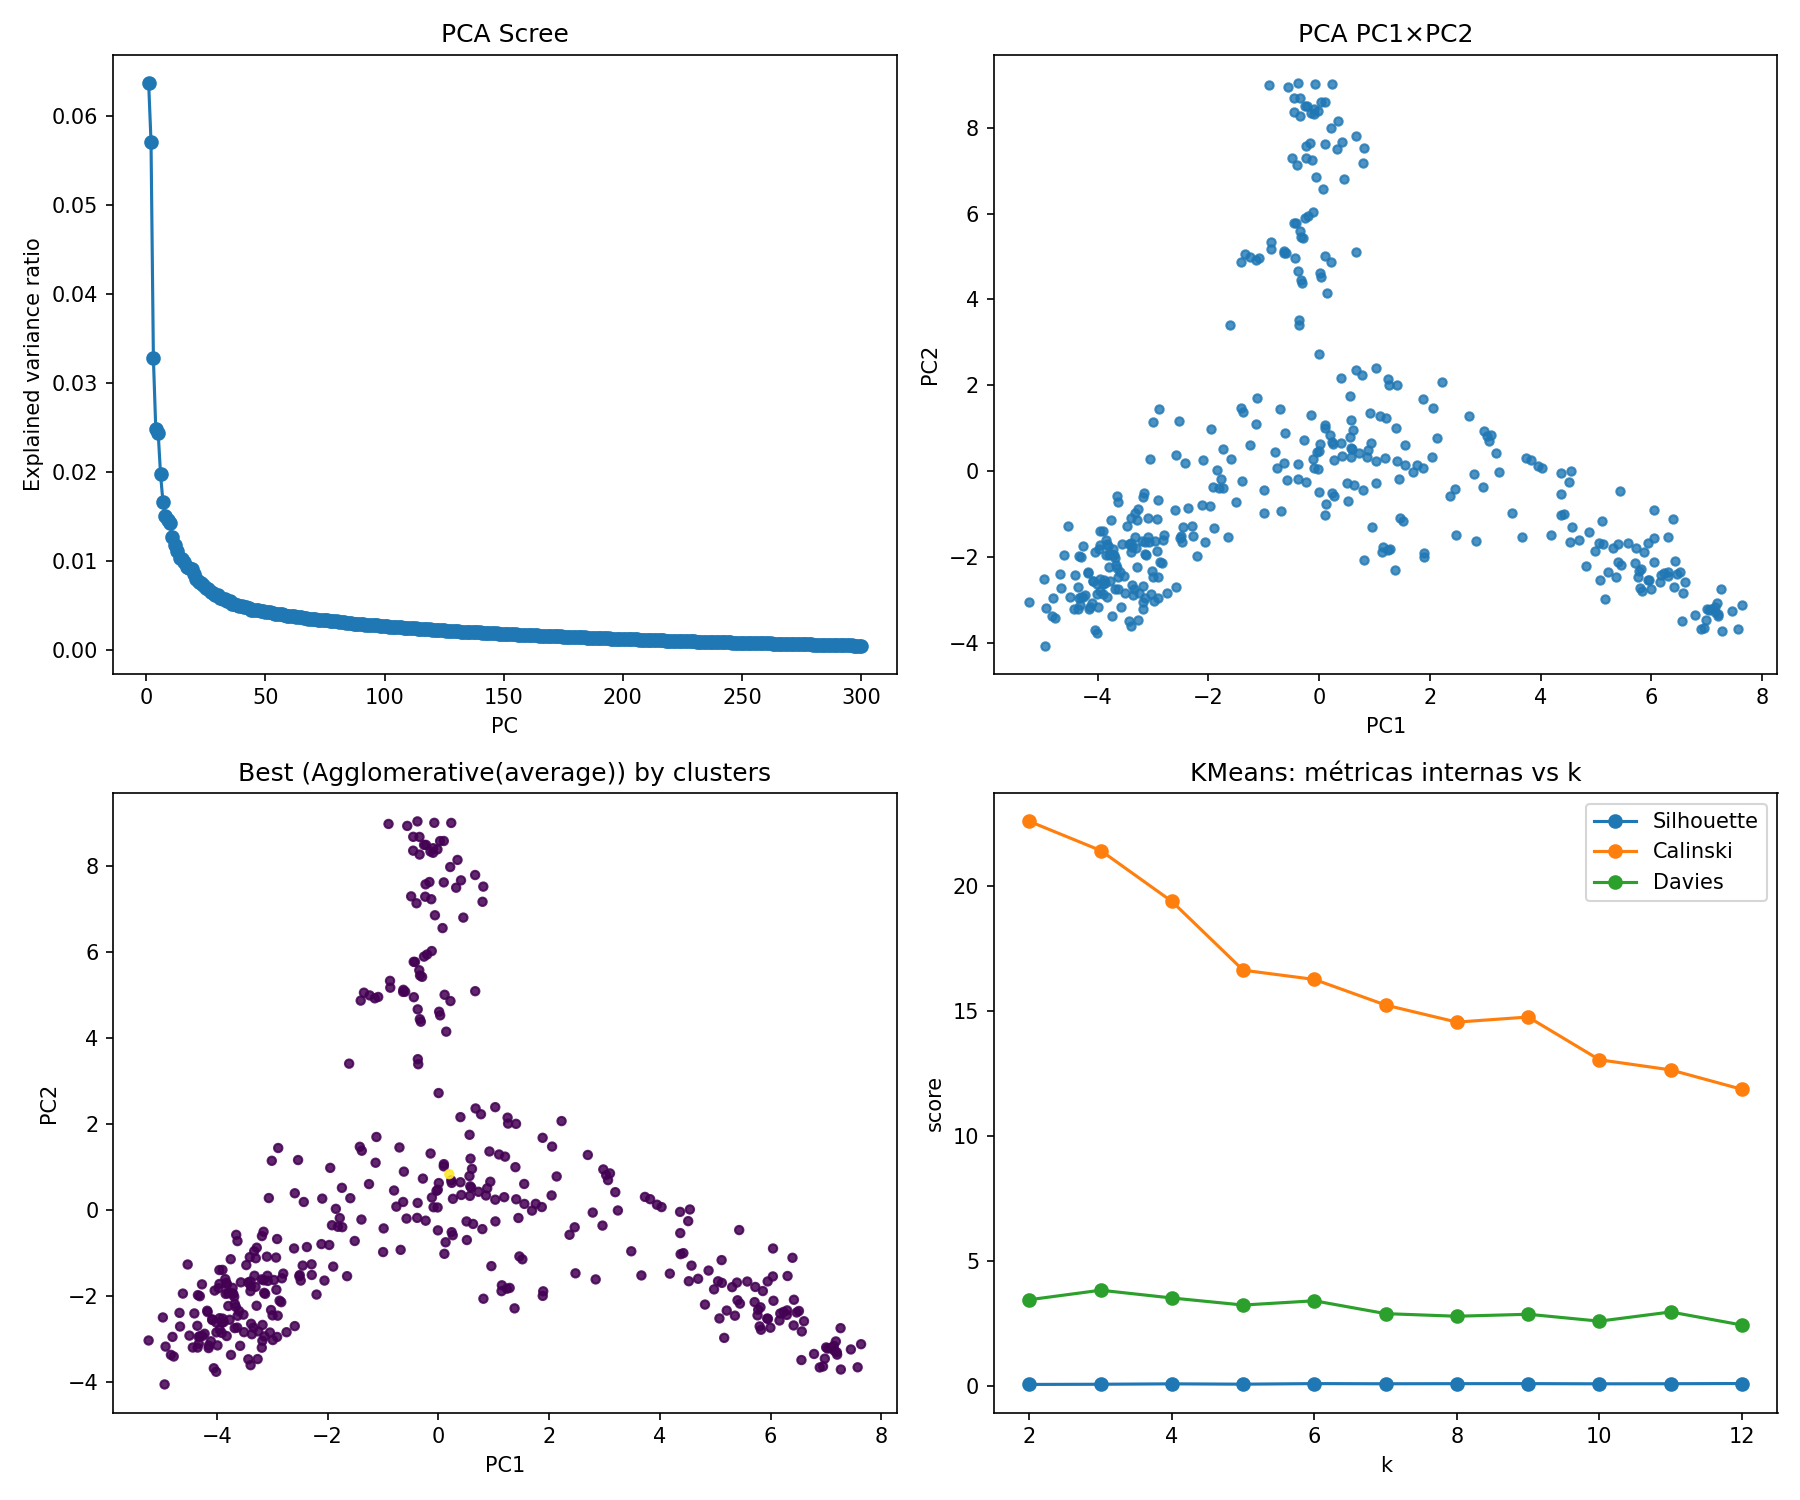 PCA Scree
Explained variance ratio
0.06
0.05
0.04
0.03
0.02
0.01
0.00
0 50 100 150 200 250 300
PC
PCA PC1×PC2
PC2
8
6
4
2
0
−2
−4
−4 −2 0 2 4 6 8
PC1
Best (Agglomerative(average)) by clusters
PC2
8
6
4
2
0
−2
−4
−4 −2 0 2 4 6 8
PC1
KMeans: métricas internas vs k
Silhouette
Calinski
Davies
score
20
15
10
5
0
2 4 6 8 10 12
k